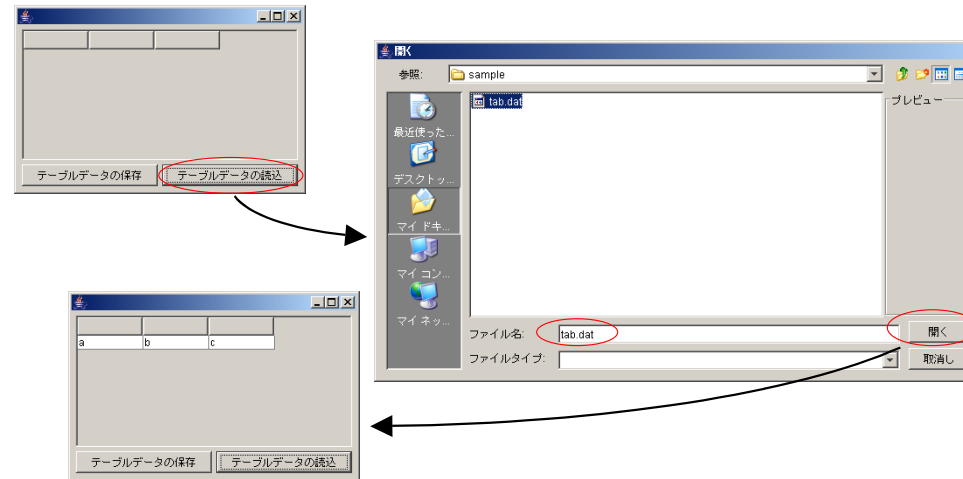 テーブルデータの保存 テーブルデータの読込
開く
参照: sample
tab.dat
プレビュー
最近使った...
デスクトッ...
マイ ドキ...
マイ コン...
マイ ネッ...
ファイル名: tab.dat 開く
ファイルタイプ: 取消し
a b c
テーブルデータの保存 テーブルデータの読込